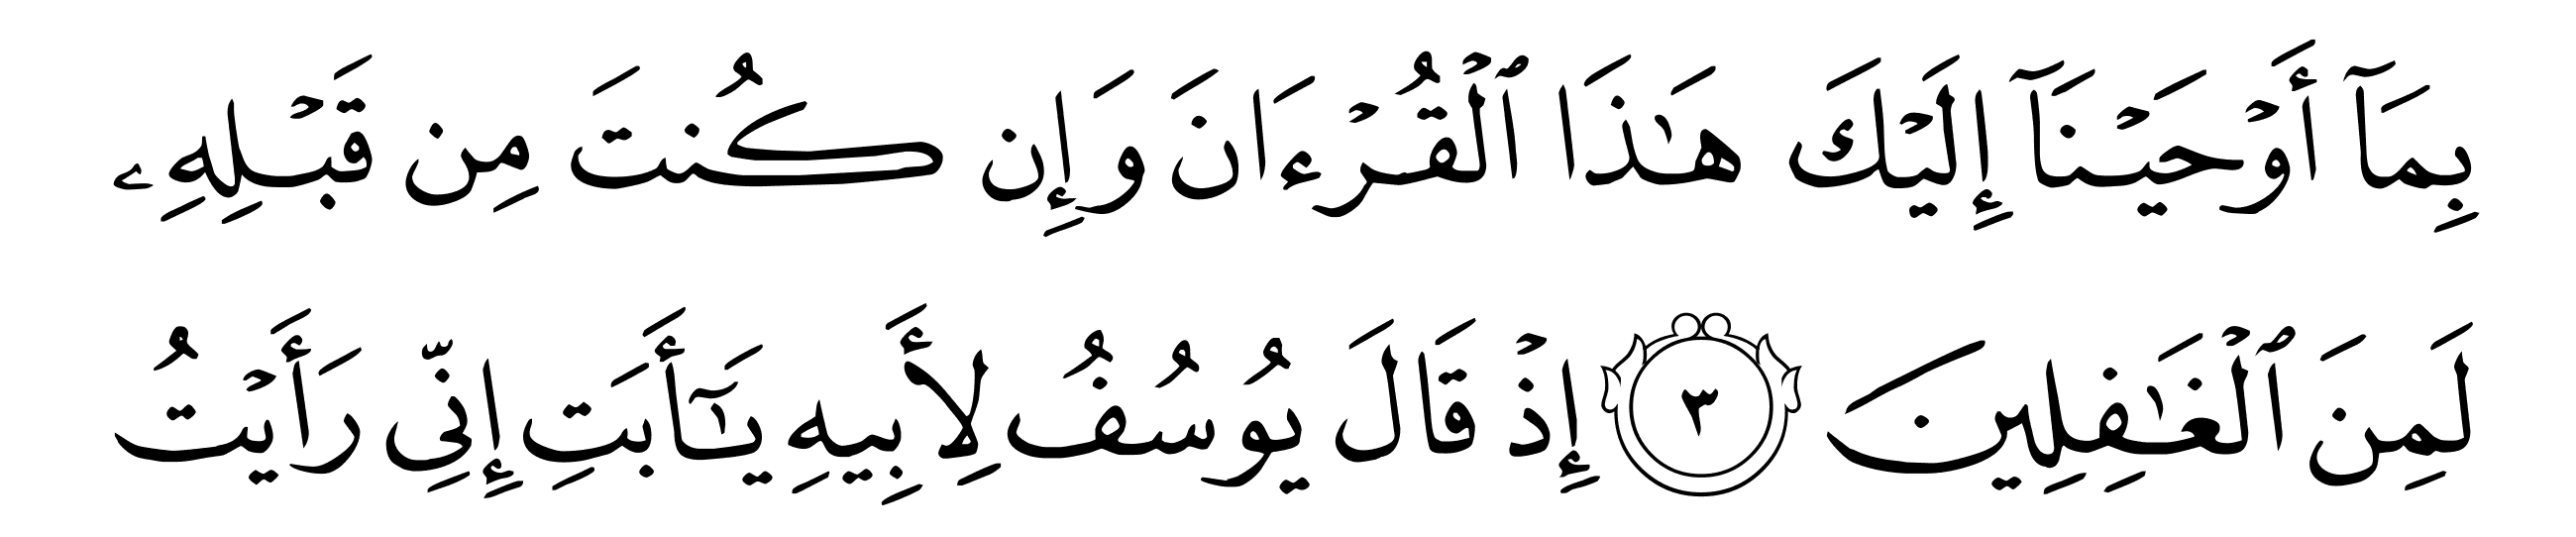 بِمَآ أَوۡحَيۡنَآ إِلَيۡكَ هَٰذَا ٱلۡقُرۡءَانَ وَإِن كُنتَ مِن قَبۡلِهِۦ
لَمِنَ ٱلۡغَٰفِلِينَ ٣ إِذۡ قَالَ يُوسُفُ لِأَبِيهِ يَٰٓأَبَتِ إِنِّي رَأَيۡتُ